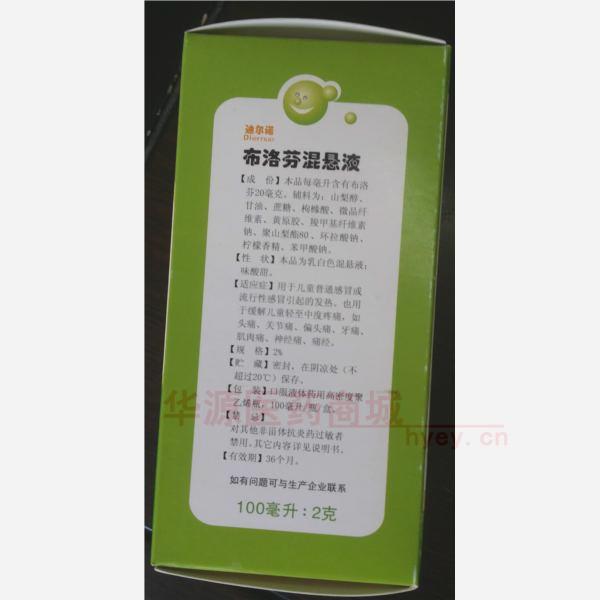 迪尔诺
布洛芬混悬液
【成 份】本品每毫升含有布洛
芬20毫克。辅料为：山梨醇、
甘油、蔗糖、枸橼酸、微晶纤
维素、黄原胶、羧甲基纤维素
钠、聚山梨酯80、环拉酸钠、
柠檬香精、苯甲酸钠。
【性 状】本品为乳白色混悬液；
味酸甜。
【适应症】用于儿童普通感冒或
流行性感冒引起的发热。也用
于缓解儿童轻至中度疼痛，如
头痛、关节痛、偏头痛、牙痛、
肌肉痛、神经痛、痛经。
【规 格】2%
【贮 藏】密封，在阴凉处（不
超过20℃）保存。
【包 装】口服液体药用高密度聚
乙烯瓶，100毫升/瓶/盒。
【禁 忌】
对其他非甾体抗炎药过敏者
禁用。其它内容详见说明书。
【有效期】36个月。
如有问题可与生产企业联系
100毫升：2克
华源医药商城
hyey.cn